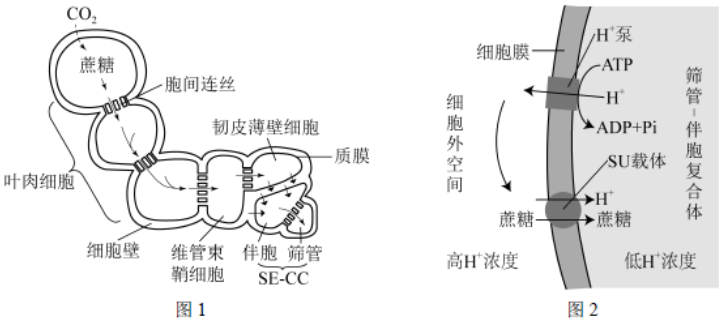 CO₂
蔗糖
胞间连丝
韧皮薄壁细胞
质膜
叶肉细胞
细胞壁
维管束
鞘细胞
伴胞
筛管
SE-CC
图1
细胞膜
H⁺泵
ATP
H⁺
ADP+Pi
SU载体
H⁺
蔗糖
蔗糖
细胞外空间
筛管-伴胞复合体
高H⁺浓度
低H⁺浓度
图2